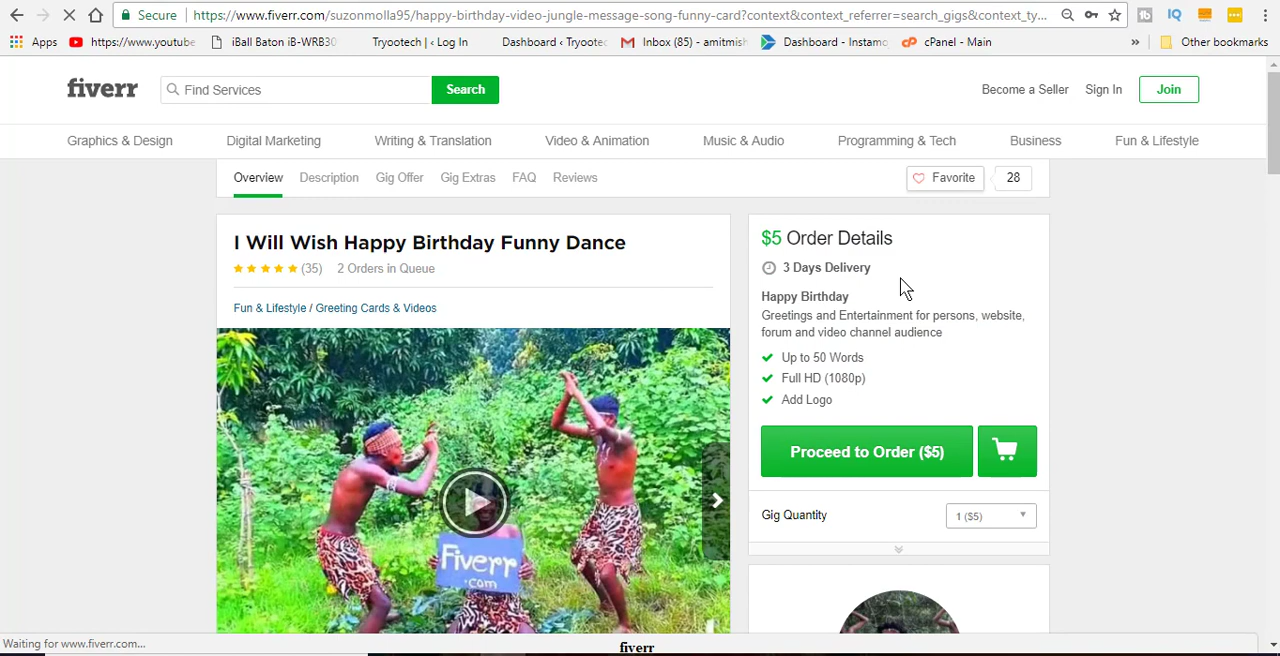 Secure
https://www.fiverr.com/suzonmolla95/happy-birthday-video-jungle-message-song-funny-card?context&context_referrer=search_gigs&context_ty...
Apps
https://www.youtube
iBall Baton iB-WRB30
Tryootech | ‹ Log In
Dashboard ‹ Tryootec
Inbox (85) - amitmish
Dashboard - Instamo
cPanel - Main
»
Other bookmarks
fiverr
Find Services
Search
Become a Seller
Sign In
Join
Graphics & Design
Digital Marketing
Writing & Translation
Video & Animation
Music & Audio
Programming & Tech
Business
Fun & Lifestyle
Overview
Description
Gig Offer
Gig Extras
FAQ
Reviews
Favorite
28
I Will Wish Happy Birthday Funny Dance
(35) 2 Orders in Queue
Fun & Lifestyle / Greeting Cards & Videos
Fiverr
.com
$5 Order Details
3 Days Delivery
Happy Birthday
Greetings and Entertainment for persons, website,
forum and video channel audience
Up to 50 Words
Full HD (1080p)
Add Logo
Proceed to Order ($5)
Gig Quantity
1 ($5)
Waiting for www.fiverr.com...
fiverr